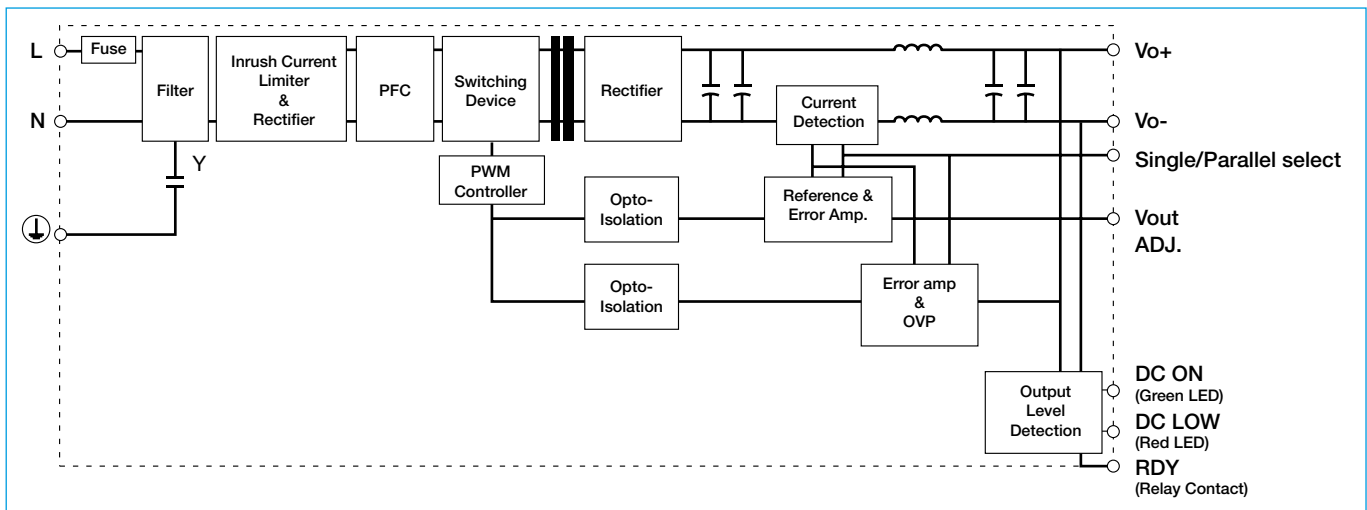 L
Fuse
Filter
Inrush Current
Limiter
&
Rectifier
PFC
Switching
Device
Rectifier
Current
Detection
Vo+
N
Vo-
Y
PWM
Controller
Single/Parallel select
Opto-
Isolation
Reference &
Error Amp.
Vout
ADJ.
Opto-
Isolation
Error amp
&
OVP
Output
Level
Detection
DC ON
(Green LED)
DC LOW
(Red LED)
RDY
(Relay Contact)